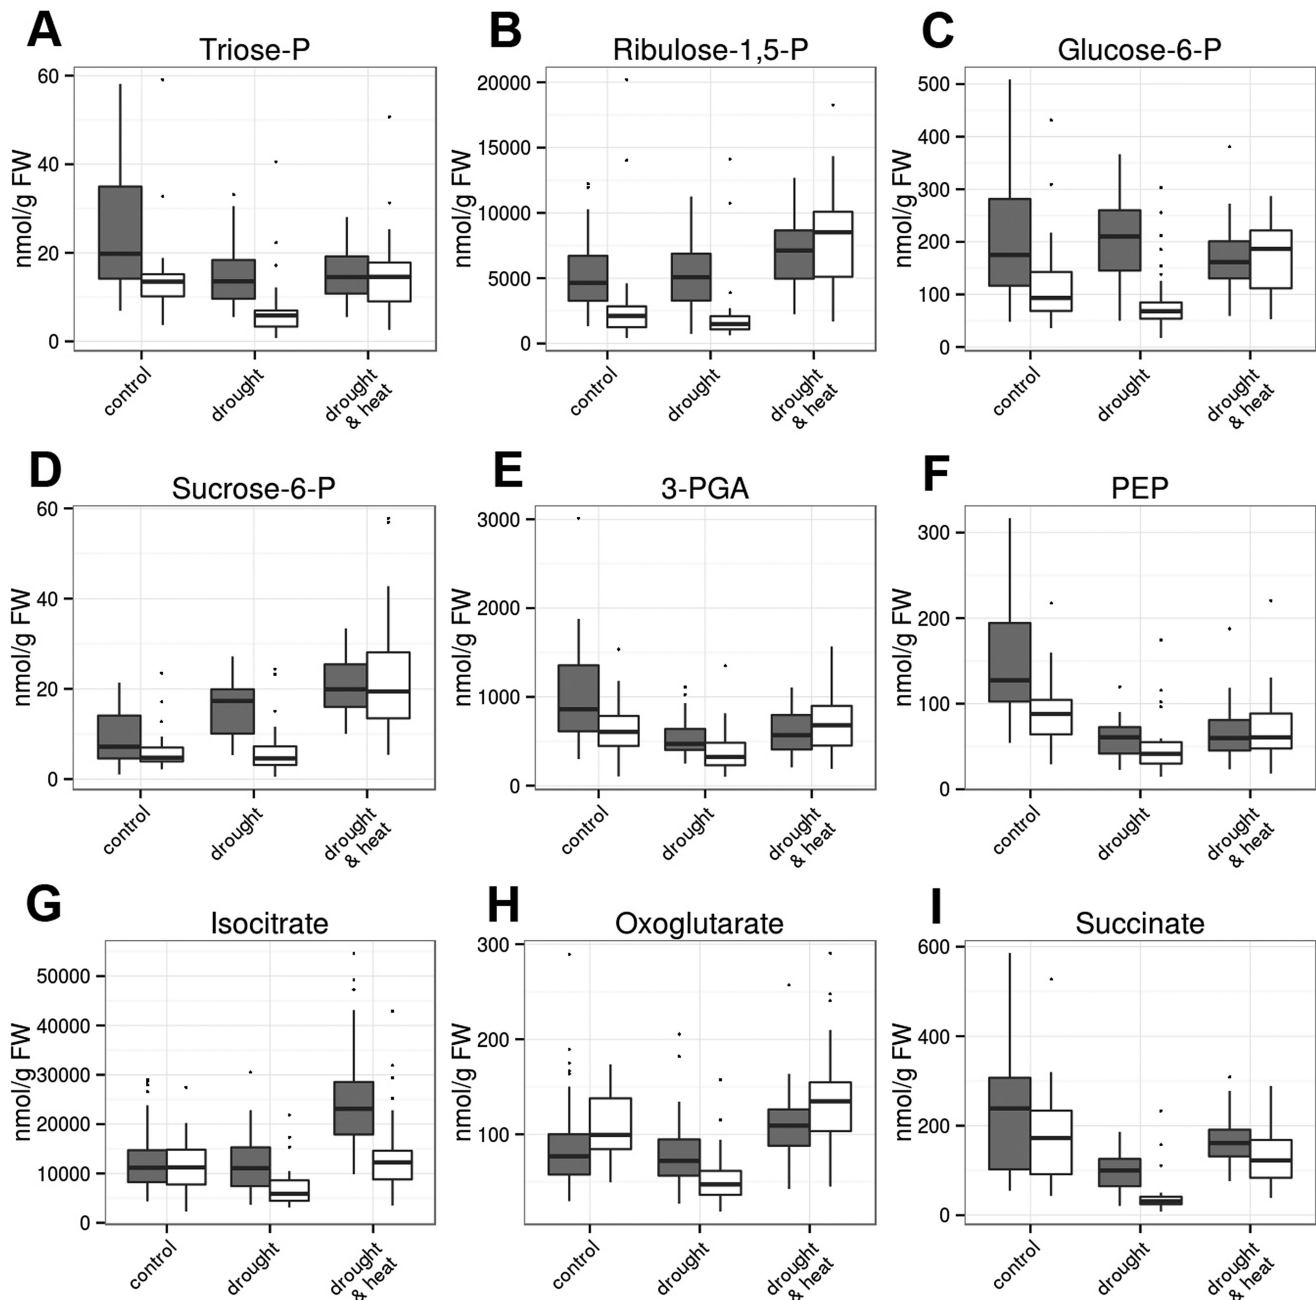 A
Triose-P
nmol/g FW
60
40
20
0
control
drought
drought
& heat
B
Ribulose-1,5-P
nmol/g FW
20000
15000
10000
5000
0
control
drought
drought
& heat
C
Glucose-6-P
nmol/g FW
500
400
300
200
100
0
control
drought
drought
& heat
D
Sucrose-6-P
nmol/g FW
60
40
20
0
control
drought
drought
& heat
E
3-PGA
nmol/g FW
3000
2000
1000
0
control
drought
drought
& heat
F
PEP
nmol/g FW
300
200
100
0
control
drought
drought
& heat
G
Isocitrate
nmol/g FW
50000
40000
30000
20000
10000
0
control
drought
drought
& heat
H
Oxoglutarate
nmol/g FW
300
200
100
control
drought
drought
& heat
I
Succinate
nmol/g FW
600
400
200
0
control
drought
drought
& heat